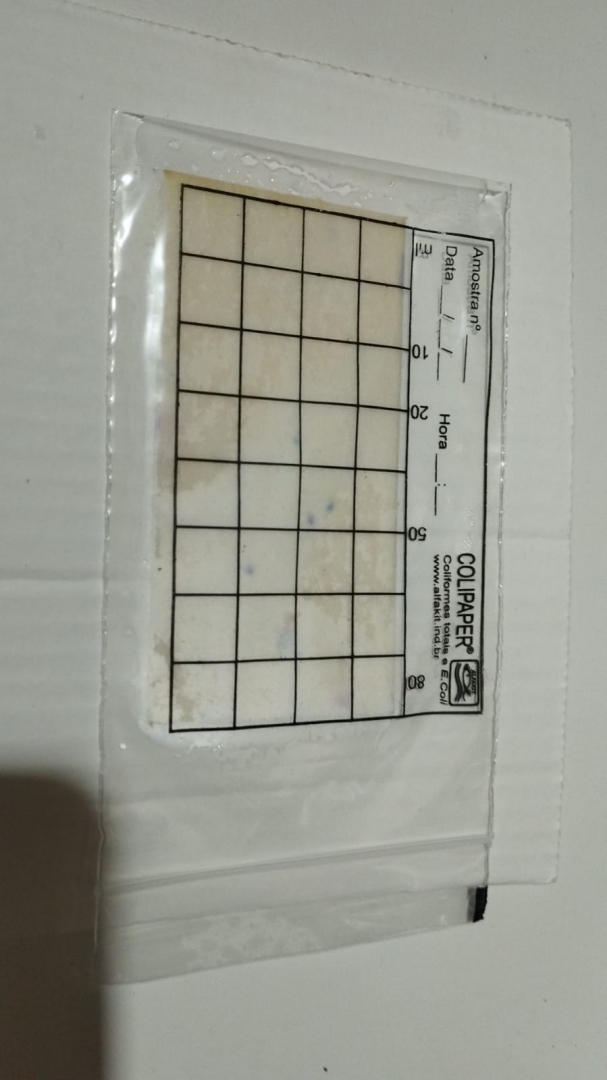 Amostra nº ____
Data __/__/__ Hora __:__
COLIPAPER®
Coliformes totais e E.Coli
www.alfakit.ind.br
ALFAKIT
10
20
50
80